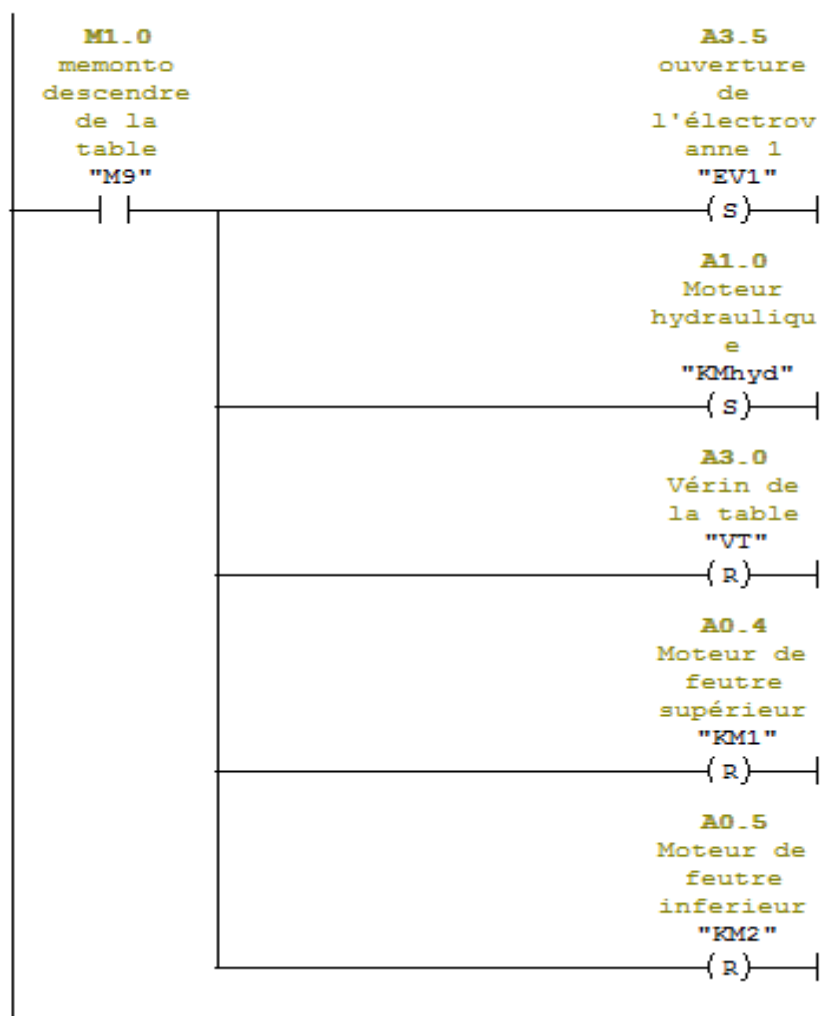 M1.0
memonto
descendre
de la
table
"M9"
A3.5
ouverture
de
l'électrov
anne 1
"EV1"
S
A1.0
Moteur
hydrauliqu
e
"KMhyd"
S
A3.0
Vérin de
la table
"VT"
R
A0.4
Moteur de
feutre
supérieur
"KM1"
R
A0.5
Moteur de
feutre
inferieur
"KM2"
R